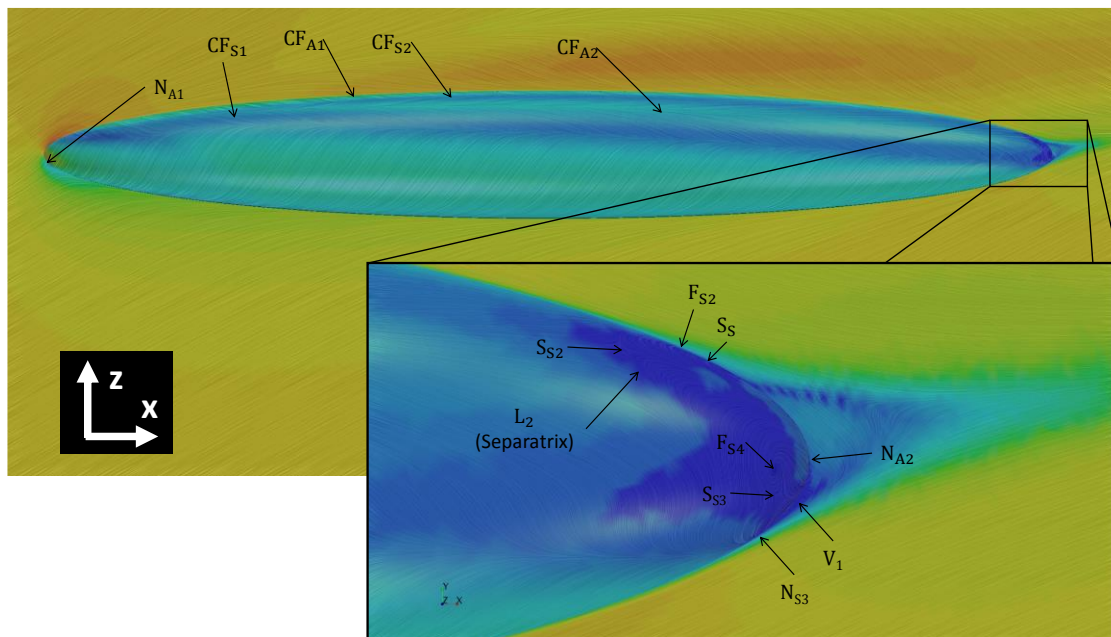 CF_S1
CF_A1
CF_S2
CF_A2
N_A1
z
x
F_S2
S_S
S_S2
L_2
(Separatrix)
F_S4
N_A2
S_S3
V_1
N_S3
Y
Z X